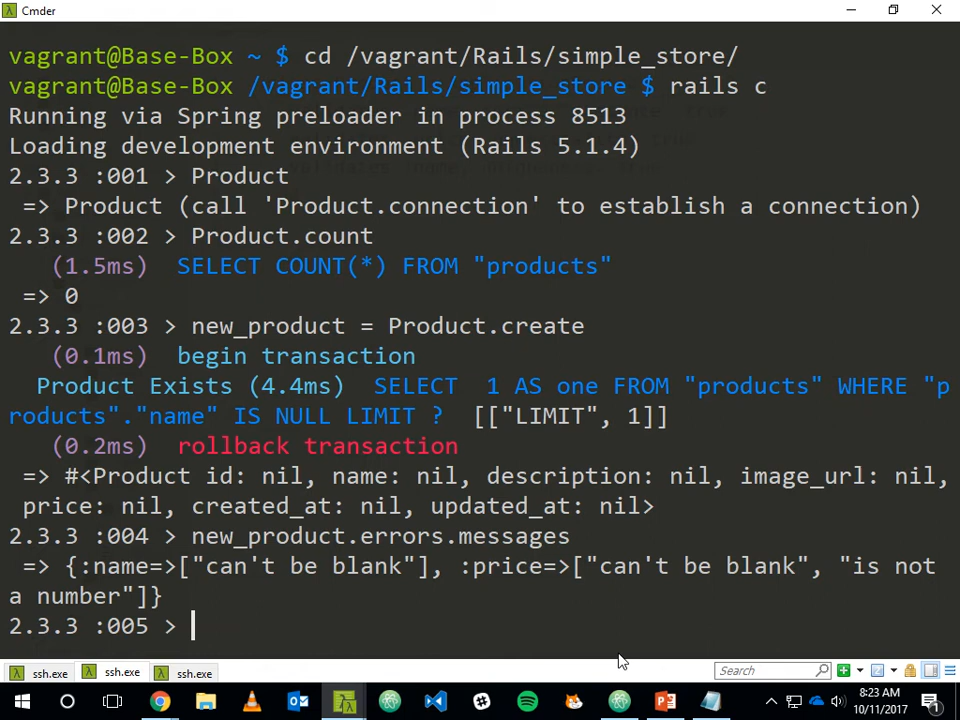 Cmder
vagrant@Base-Box ~ $ cd /vagrant/Rails/simple_store/
vagrant@Base-Box /vagrant/Rails/simple_store $ rails c
Running via Spring preloader in process 8513
Loading development environment (Rails 5.1.4)
2.3.3 :001 > Product
=> Product (call 'Product.connection' to establish a connection)
2.3.3 :002 > Product.count
(1.5ms)  SELECT COUNT(*) FROM "products"
=> 0
2.3.3 :003 > new_product = Product.create
(0.1ms)  begin transaction
Product Exists (4.4ms)  SELECT  1 AS one FROM "products" WHERE "p
roducts"."name" IS NULL LIMIT ?  [["LIMIT", 1]]
(0.2ms)  rollback transaction
=> #<Product id: nil, name: nil, description: nil, image_url: nil,
price: nil, created_at: nil, updated_at: nil>
2.3.3 :004 > new_product.errors.messages
=> {:name=>["can't be blank"], :price=>["can't be blank", "is not
a number"]}
2.3.3 :005 >
ssh.exe ssh.exe ssh.exe Search
8:23 AM
10/11/2017